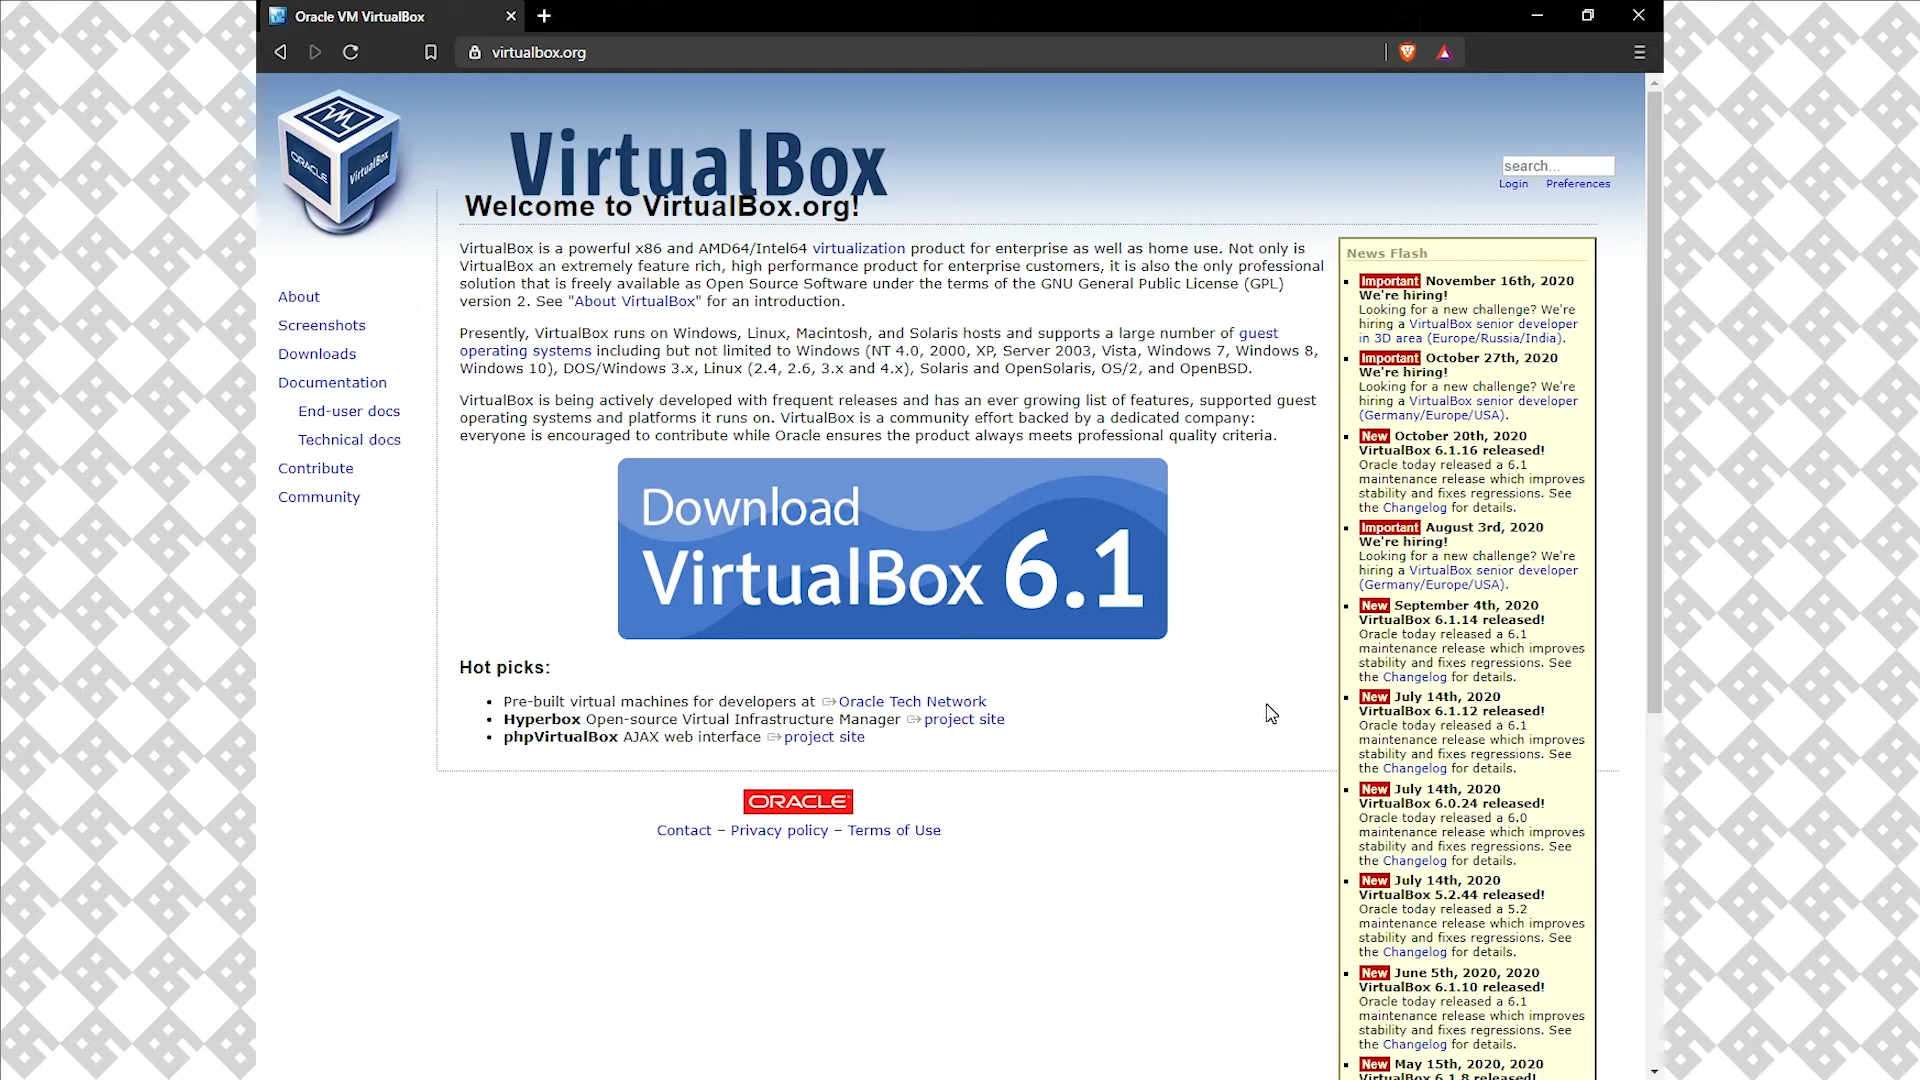 Oracle VM VirtualBox
virtualbox.org
ORACLE
VirtualBox
VirtualBox
search...
Login Preferences
Welcome to VirtualBox.org!
VirtualBox is a powerful x86 and AMD64/Intel64 virtualization product for enterprise as well as home use. Not only is
VirtualBox an extremely feature rich, high performance product for enterprise customers, it is also the only professional
solution that is freely available as Open Source Software under the terms of the GNU General Public License (GPL)
version 2. See "About VirtualBox" for an introduction.
Presently, VirtualBox runs on Windows, Linux, Macintosh, and Solaris hosts and supports a large number of guest
operating systems including but not limited to Windows (NT 4.0, 2000, XP, Server 2003, Vista, Windows 7, Windows 8,
Windows 10), DOS/Windows 3.x, Linux (2.4, 2.6, 3.x and 4.x), Solaris and OpenSolaris, OS/2, and OpenBSD.
VirtualBox is being actively developed with frequent releases and has an ever growing list of features, supported guest
operating systems and platforms it runs on. VirtualBox is a community effort backed by a dedicated company:
everyone is encouraged to contribute while Oracle ensures the product always meets professional quality criteria.
About
Screenshots
Downloads
Documentation
End-user docs
Technical docs
Contribute
Community
Download
VirtualBox 6.1
Hot picks:
Pre-built virtual machines for developers at Oracle Tech Network
Hyperbox Open-source Virtual Infrastructure Manager project site
phpVirtualBox AJAX web interface project site
ORACLE
Contact – Privacy policy – Terms of Use
News Flash
Important November 16th, 2020
We're hiring!
Looking for a new challenge? We're
hiring a VirtualBox senior developer
in 3D area (Europe/Russia/India).
Important October 27th, 2020
We're hiring!
Looking for a new challenge? We're
hiring a VirtualBox senior developer
(Germany/Europe/USA).
New October 20th, 2020
VirtualBox 6.1.16 released!
Oracle today released a 6.1
maintenance release which improves
stability and fixes regressions. See
the Changelog for details.
Important August 3rd, 2020
We're hiring!
Looking for a new challenge? We're
hiring a VirtualBox senior developer
(Germany/Europe/USA).
New September 4th, 2020
VirtualBox 6.1.14 released!
Oracle today released a 6.1
maintenance release which improves
stability and fixes regressions. See
the Changelog for details.
New July 14th, 2020
VirtualBox 6.1.12 released!
Oracle today released a 6.1
maintenance release which improves
stability and fixes regressions. See
the Changelog for details.
New July 14th, 2020
VirtualBox 6.0.24 released!
Oracle today released a 6.0
maintenance release which improves
stability and fixes regressions. See
the Changelog for details.
New July 14th, 2020
VirtualBox 5.2.44 released!
Oracle today released a 5.2
maintenance release which improves
stability and fixes regressions. See
the Changelog for details.
New June 5th, 2020, 2020
VirtualBox 6.1.10 released!
Oracle today released a 6.1
maintenance release which improves
stability and fixes regressions. See
the Changelog for details.
New May 15th, 2020, 2020
VirtualBox 6.1.8 released!